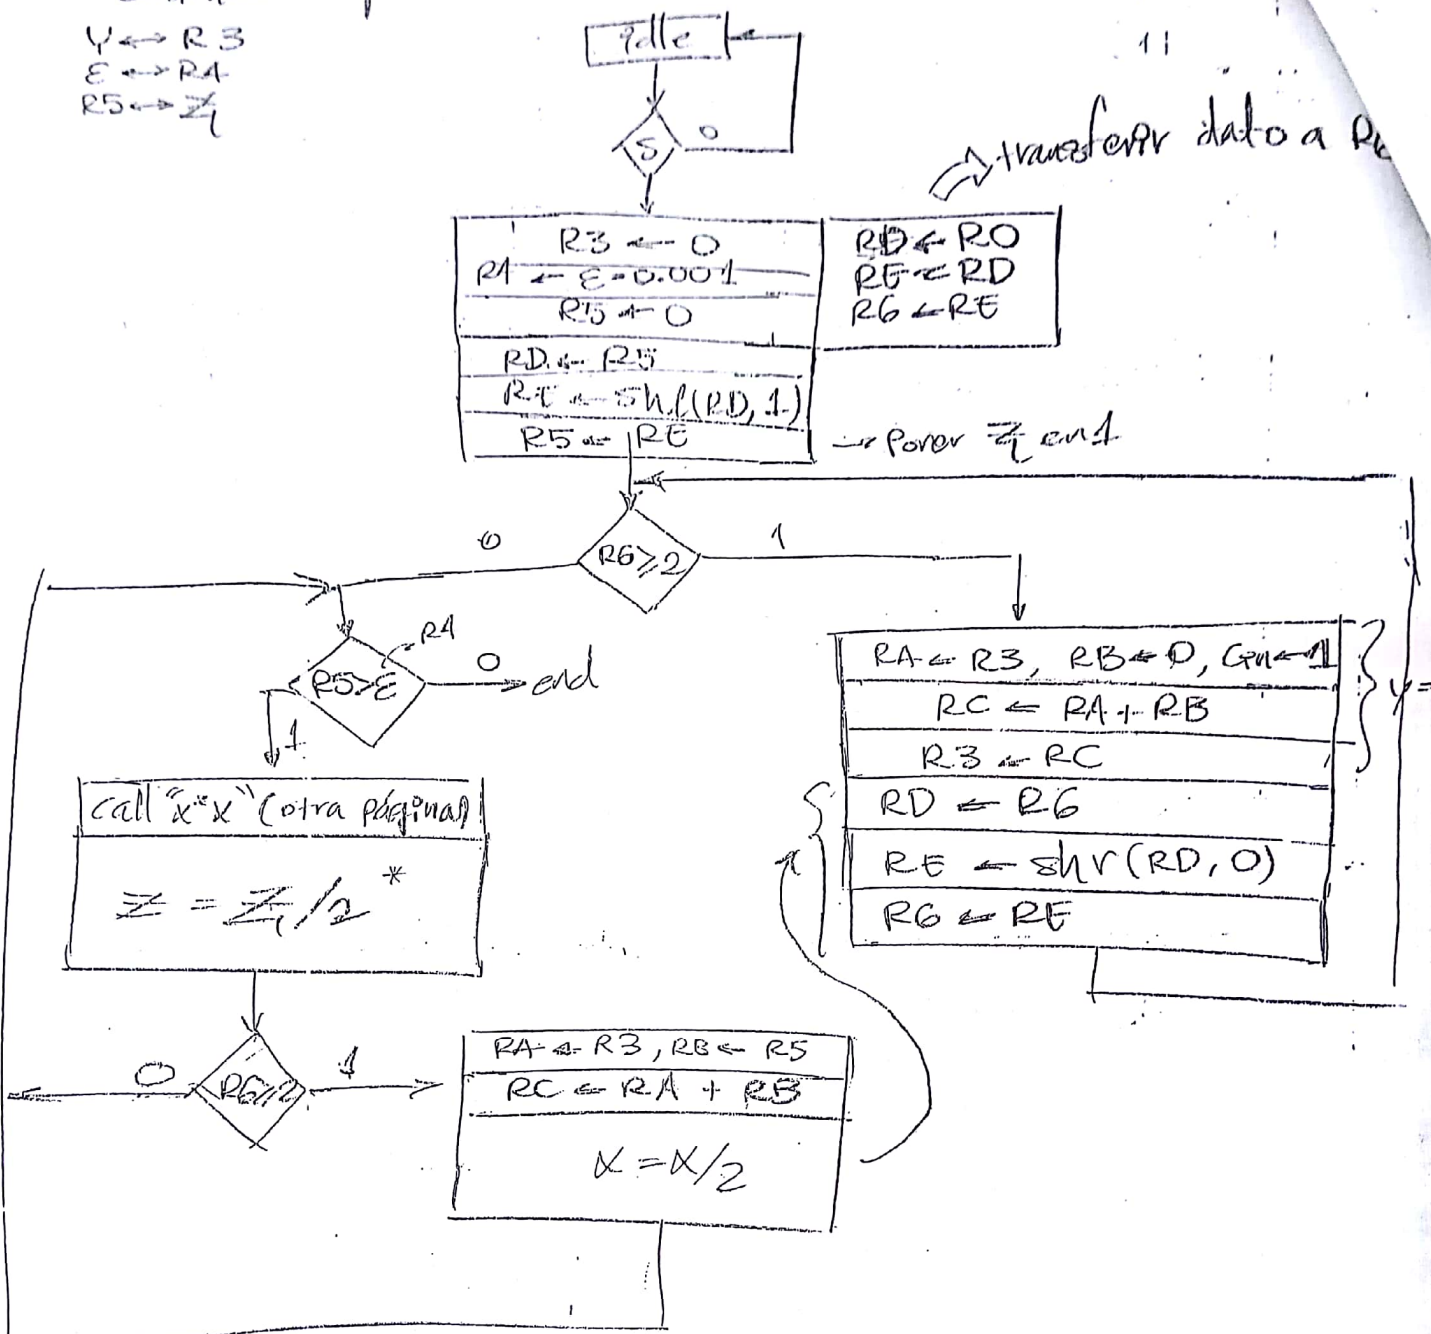 Y ↔ R3
ε ↔ R4
R5 ↔ Z1
Idle
11
S
0
transferir dato a
R3 ← 0
R4 ← ε=0.001
R5 ← 0
RD ← R5
RE ← shl(RD, 1)
R5 ← RE
RD ← R0
RE ← RD
R6 ← RE
→ Poner Z1 en 1
R6≥2
0
1
R5>ε
R4
0
→ end
1
call "x*x" (otra página)
Z = Z1/2 *
R6≥2
0
1
RA ← R3, RB ← R5
RC ← RA + RB
x = x/2
RA ← R3, RB ← 0, Cin ← 1
RC ← RA + RB
R3 ← RC
RD ← R6
RE ← shr(RD, 0)
R6 ← RE
y =